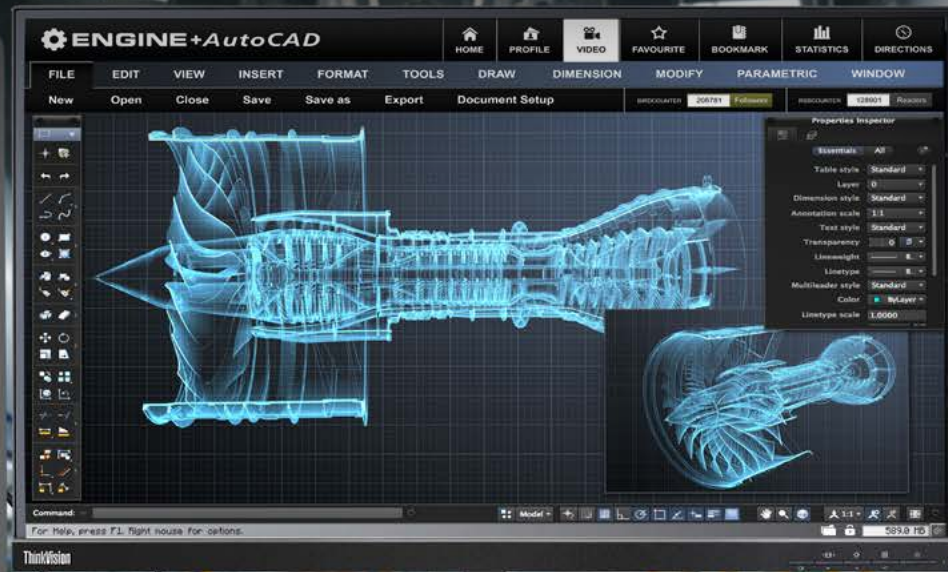 ENGINE+AutoCAD
HOME PROFILE VIDEO FAVOURITE BOOKMARK STATISTICS DIRECTIONS
FILE EDIT VIEW INSERT FORMAT TOOLS DRAW DIMENSION MODIFY PARAMETRIC WINDOW
New Open Close Save Save as Export Document Setup 206781 Followers 128001 Readers
Properties Inspector
Essentials All
Table style Standard
Layer 0
Dimension style Standard
Annotation scale 1:1
Text style Standard
Transparency 0
Lineweight
Linetype
Multileader style Standard
Color ByLayer
Linetype scale 1.0000
Command:
Model 1:1
For Help, press F1. Right mouse for options.
589.0 MB
ThinkVision